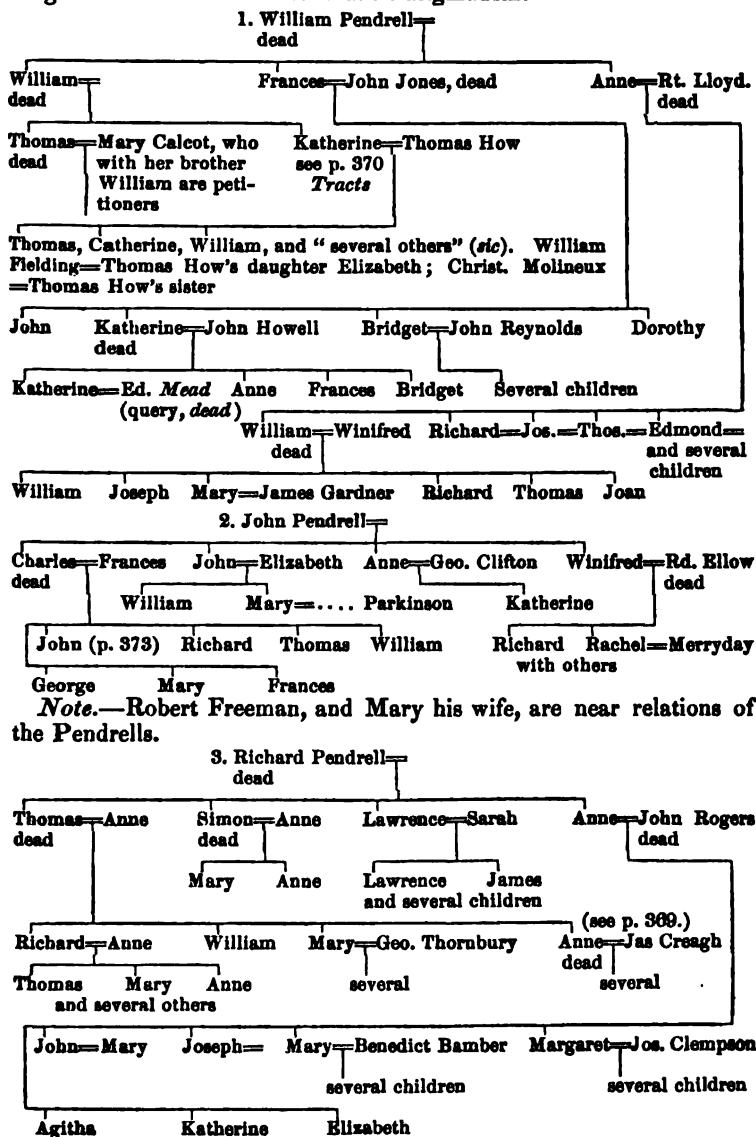 1. William Pendrell=
dead
William= Frances=John Jones, dead Anne=Rt. Lloyd.
dead dead
Thomas=Mary Calcot, who Katherine=Thomas How
dead with her brother see p. 370
William are peti- Tracts
tioners
Thomas, Catherine, William, and "several others" (sic). William
Fielding=Thomas How's daughter Elizabeth; Christ. Molineux
=Thomas How's sister
John Katherine=John Howell Bridget=John Reynolds Dorothy
dead
Katherine=Ed. Mead Anne Frances Bridget Several children
(query, dead)
William=Winifred Richard=Jos.=Thos.=Edmond=
dead and several
children
William Joseph Mary=James Gardner Richard Thomas Joan
2. John Pendrell=
Charles=Frances John=Elizabeth Anne=Geo. Clifton Winifred=Rd. Ellow
dead dead
William Mary=.... Parkinson Katherine
John (p. 373) Richard Thomas William Richard Rachel=Merryday
with others
George Mary Frances
Note.—Robert Freeman, and Mary his wife, are near relations of
the Pendrells.
3. Richard Pendrell=
dead
Thomas=Anne Simon=Anne Lawrence=Sarah Anne=John Rogers
dead dead dead
Mary Anne Lawrence James
and several children
(see p. 369.)
Richard=Anne William Mary=Geo. Thornbury Anne=Jas Creagh
dead
Thomas Mary Anne several several
and several others
John=Mary Joseph= Mary=Benedict Bamber Margaret=Jos. Clempson
several children several children
Agitha Katherine Elizabeth